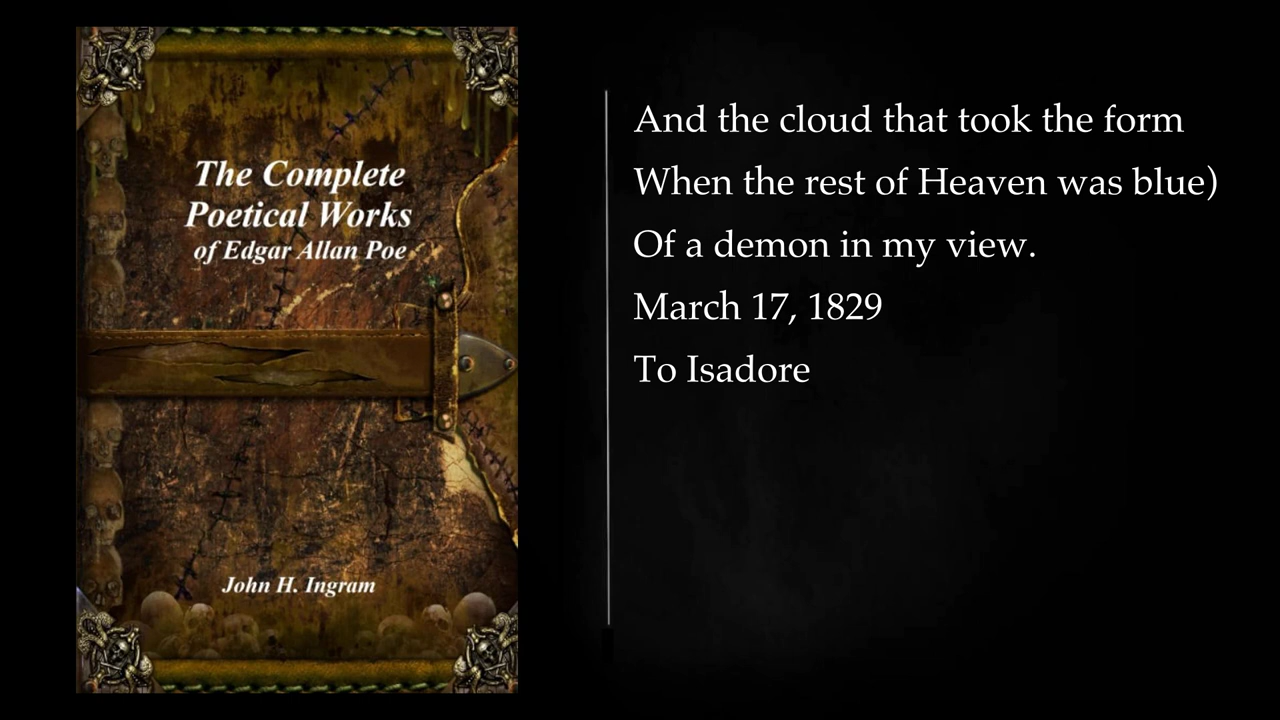 The Complete
Poetical Works
of Edgar Allan Poe
John H. Ingram
And the cloud that took the form
When the rest of Heaven was blue)
Of a demon in my view.
March 17, 1829
To Isadore